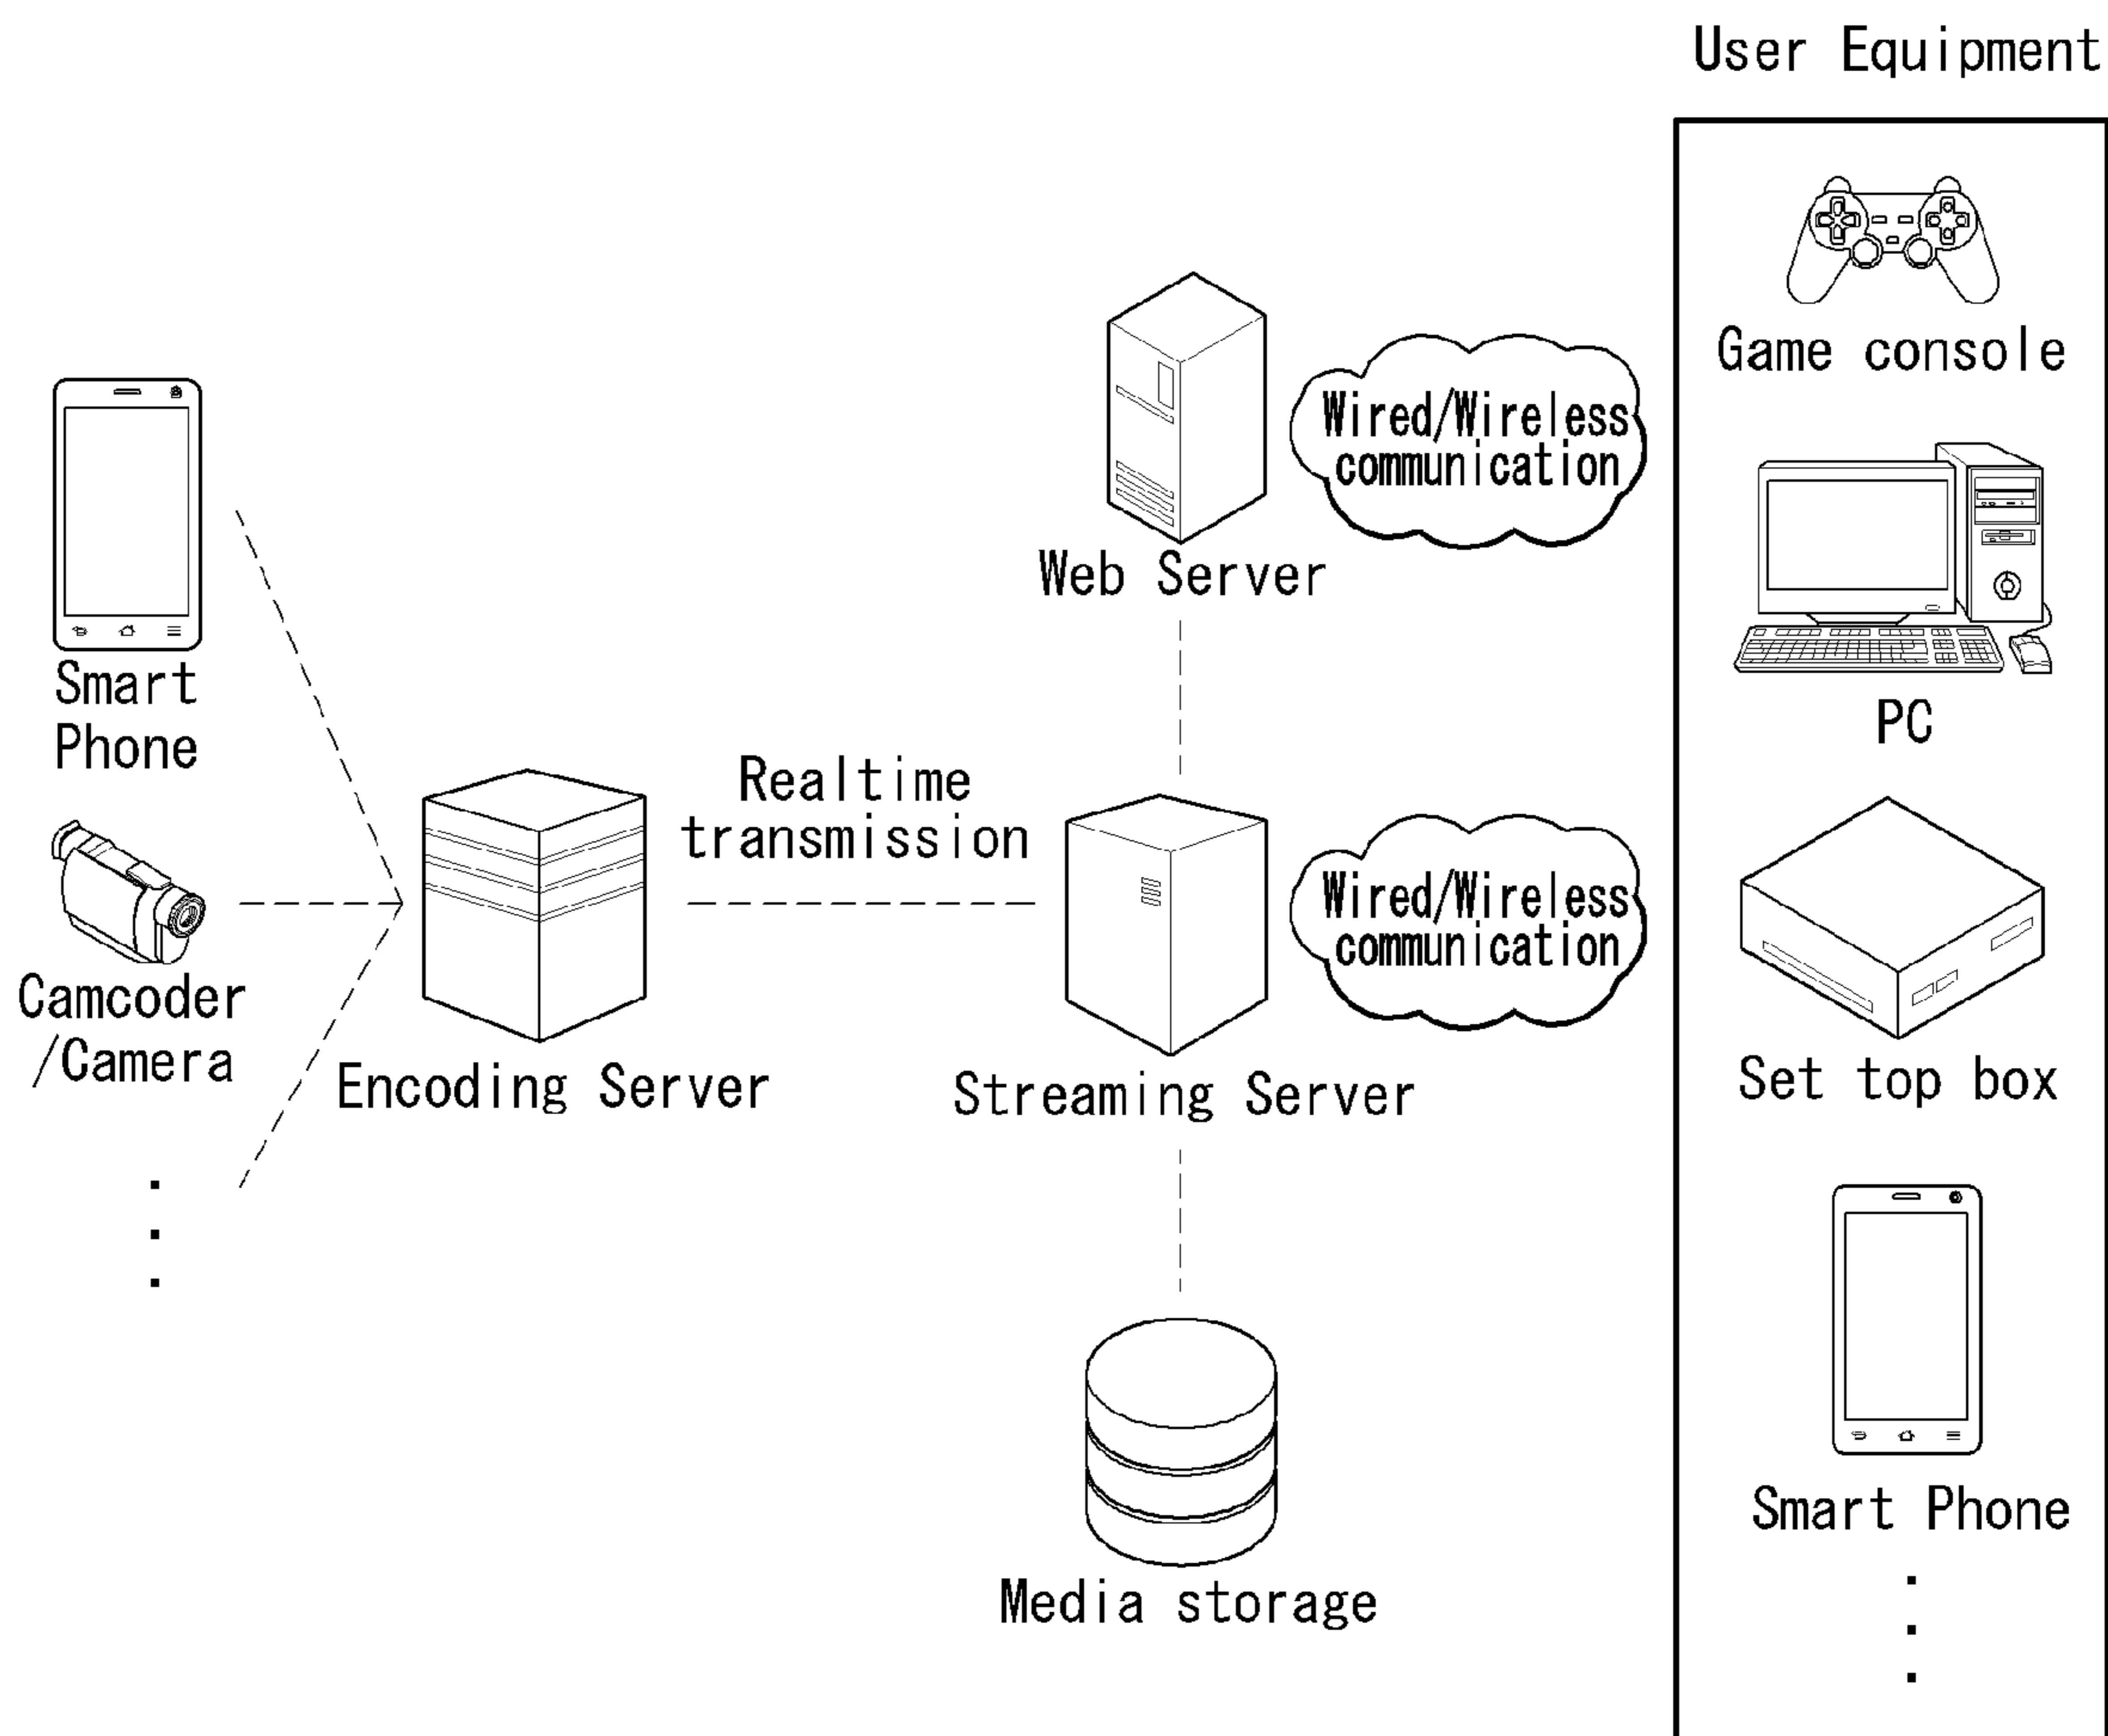 User Equipment
Game console
Wired/Wireless
communication
Web Server
Smart
Phone
PC
Realtime
transmission
Wired/Wireless
communication
Camcoder
/Camera
Encoding Server
Streaming Server
Set top box
Smart Phone
Media storage